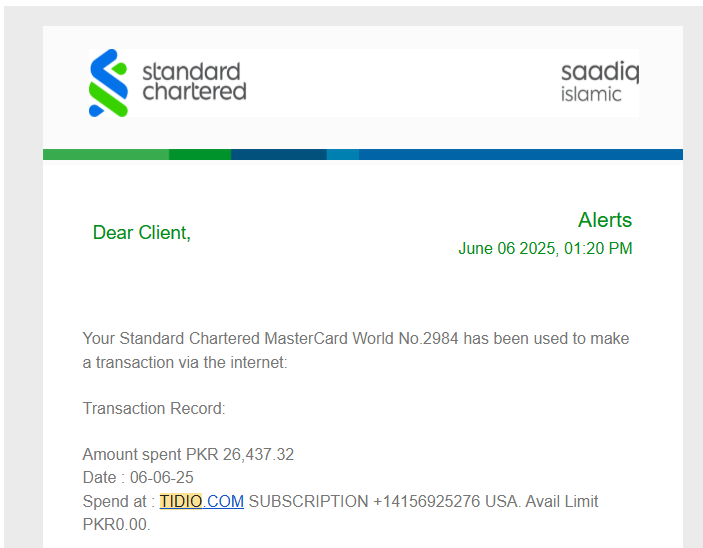 standard
chartered
saadiq
islamic
Alerts
Dear Client,
June 06 2025, 01:20 PM
Your Standard Chartered MasterCard World No.2984 has been used to make
a transaction via the internet:
Transaction Record:
Amount spent PKR 26,437.32
Date : 06-06-25
Spend at : TIDIO.COM SUBSCRIPTION +14156925276 USA. Avail Limit
PKR0.00.